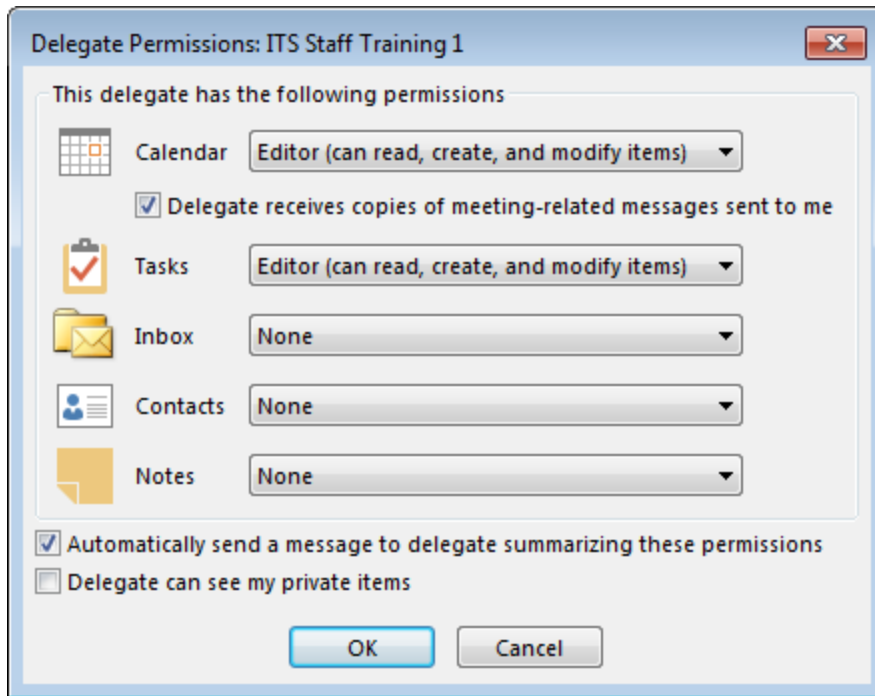 Delegate Permissions: ITS Staff Training 1
This delegate has the following permissions
Calendar Editor (can read, create, and modify items)
Delegate receives copies of meeting-related messages sent to me
Tasks Editor (can read, create, and modify items)
Inbox None
Contacts None
Notes None
Automatically send a message to delegate summarizing these permissions
Delegate can see my private items
OK Cancel